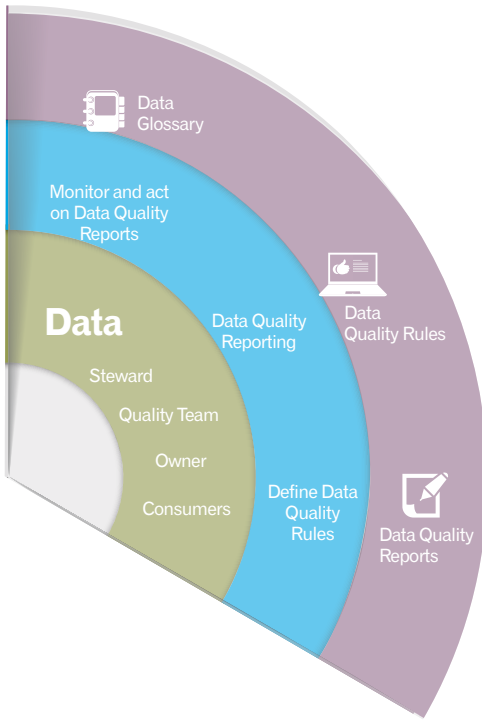 Data
Glossary
Monitor and act
on Data Quality
Reports
Data
Quality Rules
Data Quality
Reporting
Data
Steward
Quality Team
Owner
Consumers
Define Data
Quality
Rules
Data Quality
Reports